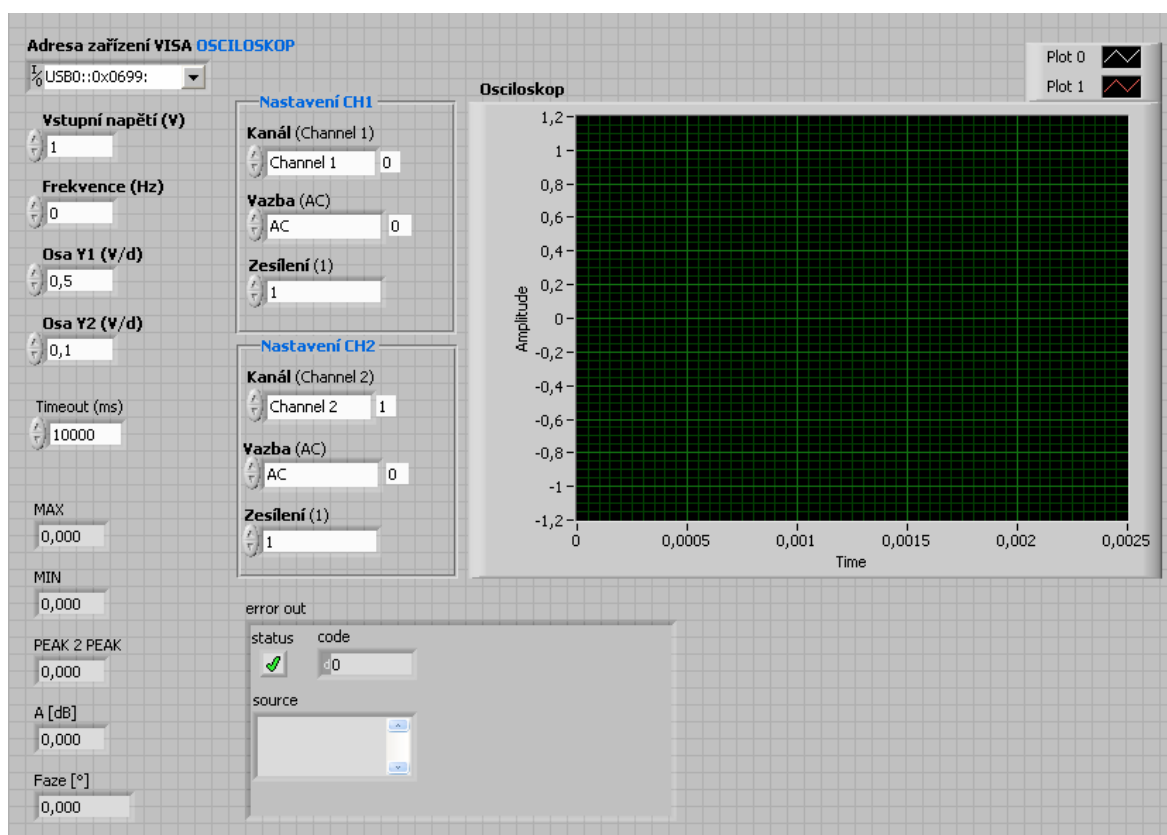 Adresa zařízení VISA OSCILOSKOP
USB0::0x0699:
Vstupní napětí (V)
1
Frekvence (Hz)
0
Osa Y1 (V/d)
0,5
Osa Y2 (V/d)
0,1
Timeout (ms)
10000
MAX
0,000
MIN
0,000
PEAK 2 PEAK
0,000
A [dB]
0,000
Faze [°]
0,000
Nastavení CH1
Kanál (Channel 1)
Channel 1 0
Vazba (AC)
AC 0
Zesílení (1)
1
Nastavení CH2
Kanál (Channel 2)
Channel 2 1
Vazba (AC)
AC 0
Zesílení (1)
1
error out
status code
d0
source
Osciloskop
Plot 0
Plot 1
Amplitude
1,2
1
0,8
0,6
0,4
0,2
0
-0,2
-0,4
-0,6
-0,8
-1
-1,2
0 0,0005 0,001 0,0015 0,002 0,0025
Time